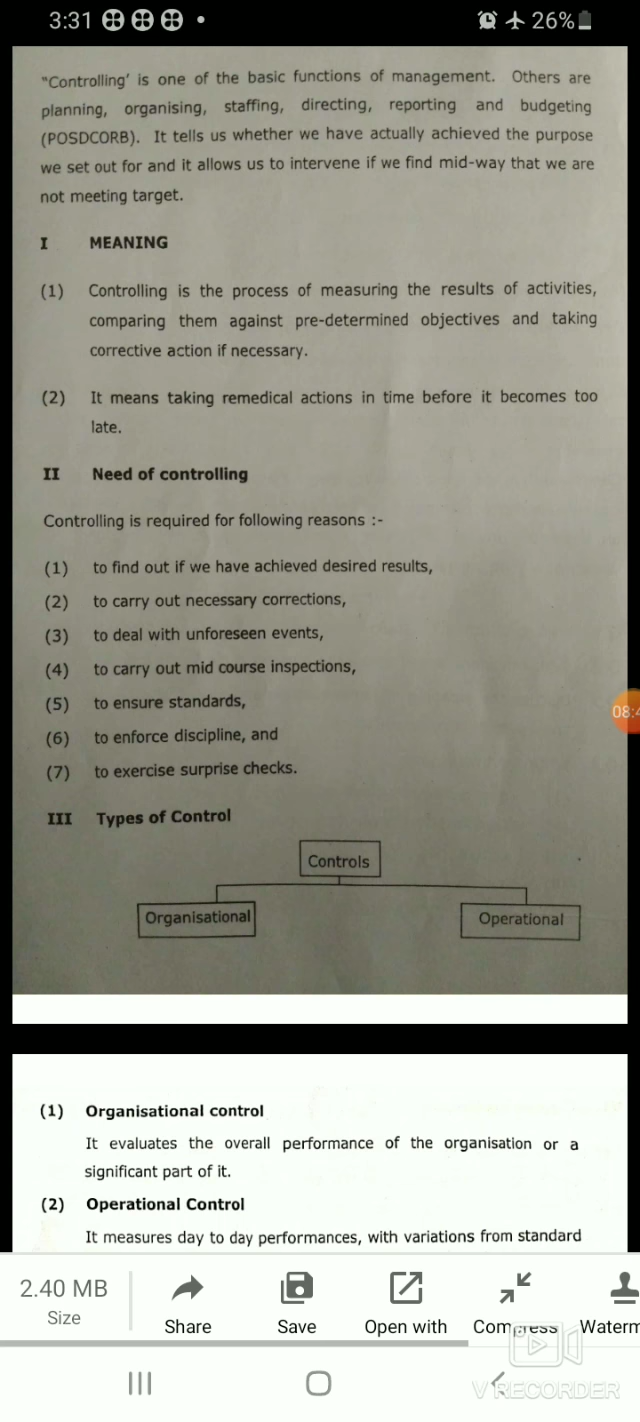 3:31
26%
"Controlling' is one of the basic functions of management. Others are
planning, organising, staffing, directing, reporting and budgeting
(POSDCORB). It tells us whether we have actually achieved the purpose
we set out for and it allows us to intervene if we find mid-way that we are
not meeting target.
I MEANING
(1) Controlling is the process of measuring the results of activities,
comparing them against pre-determined objectives and taking
corrective action if necessary.
(2) It means taking remedical actions in time before it becomes too
late.
II Need of controlling
Controlling is required for following reasons :-
(1) to find out if we have achieved desired results,
(2) to carry out necessary corrections,
(3) to deal with unforeseen events,
(4) to carry out mid course inspections,
(5) to ensure standards,
08:4
(6) to enforce discipline, and
(7) to exercise surprise checks.
III Types of Control
Controls
Organisational Operational
(1) Organisational control
It evaluates the overall performance of the organisation or a
significant part of it.
(2) Operational Control
It measures day to day performances, with variations from standard
2.40 MB
Size
Share Save Open with Compress Waterm
VRECORDER